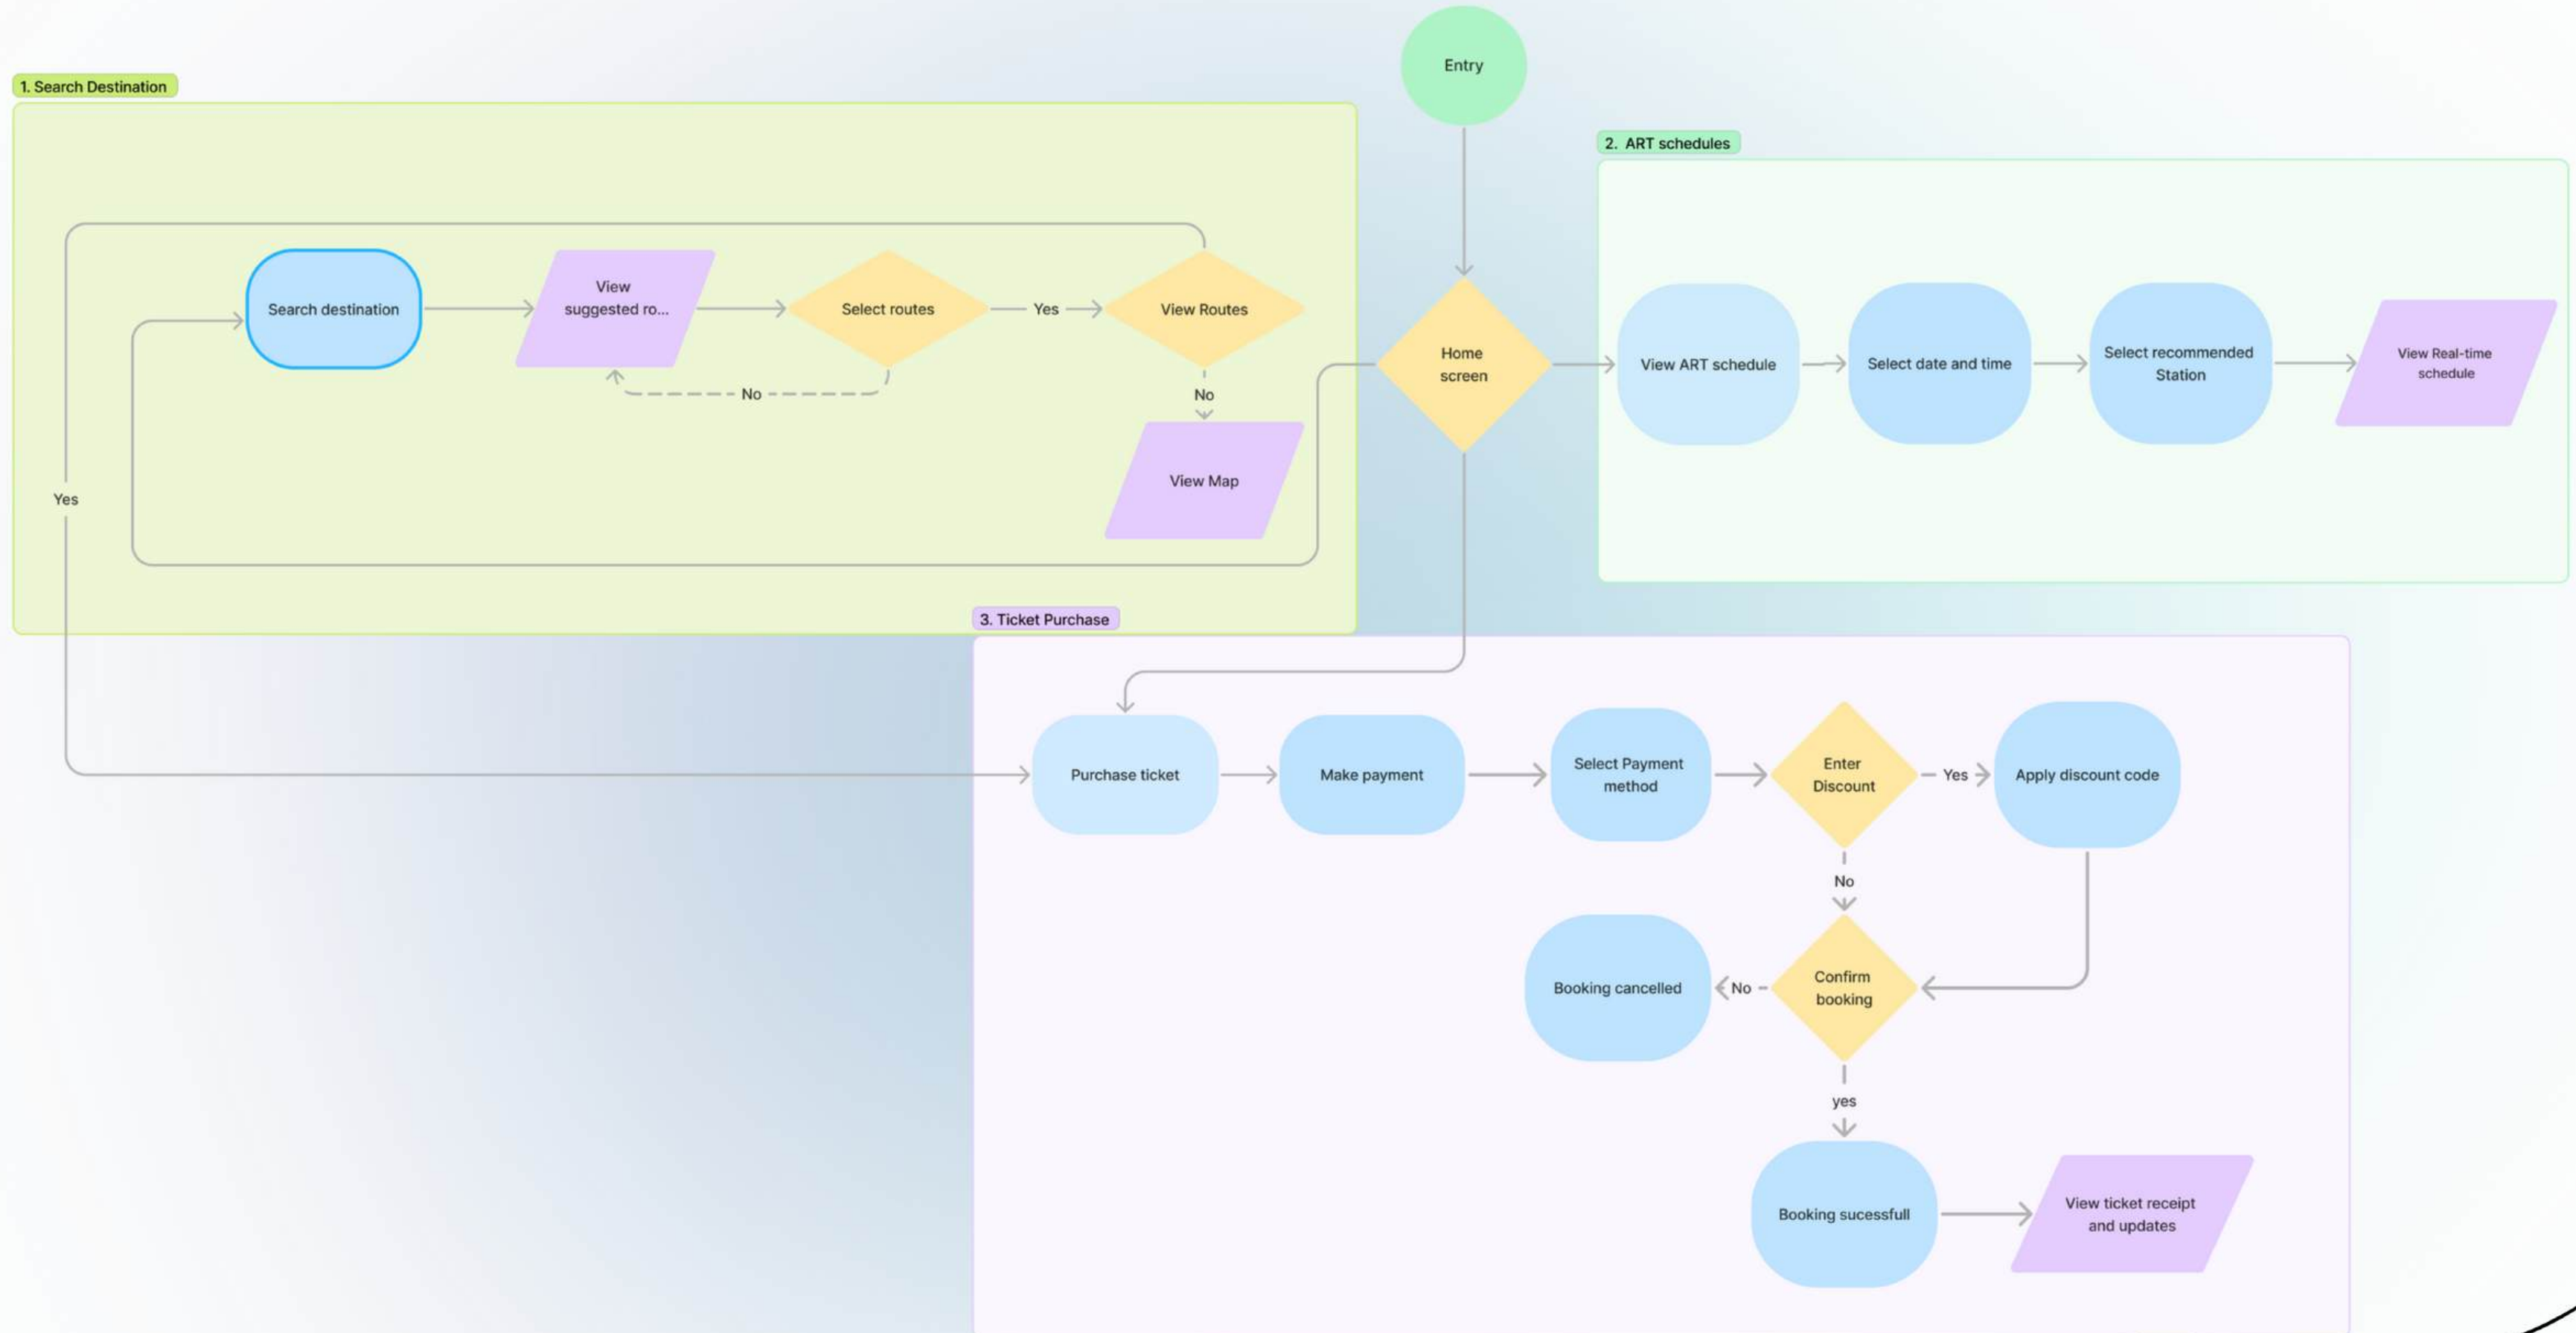 Entry
1. Search Destination
Search destination
View
suggested ro...
Select routes
Yes
View Routes
No
No
View Map
Yes
Home
screen
2. ART schedules
View ART schedule
Select date and time
Select recommended
Station
View Real-time
schedule
3. Ticket Purchase
Purchase ticket
Make payment
Select Payment
method
Enter
Discount
Yes
Apply discount code
No
Booking cancelled
No
Confirm
booking
yes
Booking sucessfull
View ticket receipt
and updates